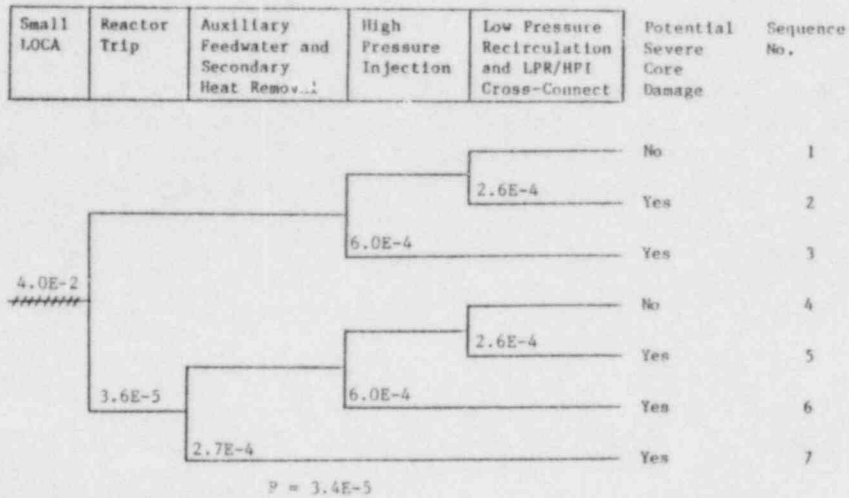 Small LOCA
Reactor Trip
Auxiliary Feedwater and Secondary Heat
High Pressure Injection
Low Pressure Recirculation and LPR/HPI Cross-Connect
Potential Severe Core Damage
Sequence No.
No 1
2.6E-4
Yes 2
6.0E-4
Yes 3
4.0E-2
No 4
2.6E-4
Yes 5
3.6E-5
6.0E-4
Yes 6
2.7E-4
Yes 7
P = 3.4E-5